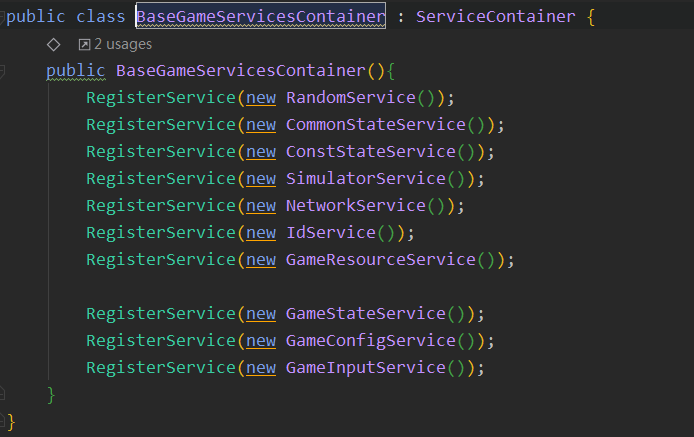 public class BaseGameServicesContainer : ServiceContainer {
2 usages
public BaseGameServicesContainer(){
RegisterService(new RandomService());
RegisterService(new CommonStateService());
RegisterService(new ConstStateService());
RegisterService(new SimulatorService());
RegisterService(new NetworkService());
RegisterService(new IdService());
RegisterService(new GameResourceService());
RegisterService(new GameStateService());
RegisterService(new GameConfigService());
RegisterService(new GameInputService());
}
}